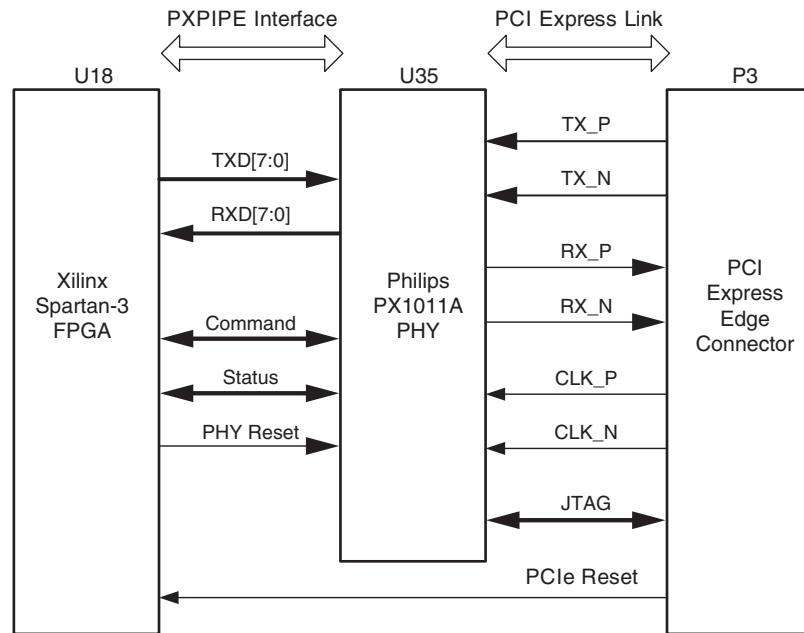 PXPIPE Interface
PCI Express Link
U18
U35
P3
TXD[7:0]
RXD[7:0]
Command
Status
PHY Reset
Xilinx
Spartan-3
FPGA
Philips
PX1011A
PHY
TX_P
TX_N
RX_P
RX_N
CLK_P
CLK_N
JTAG
PCI
Express
Edge
Connector
PCIe Reset